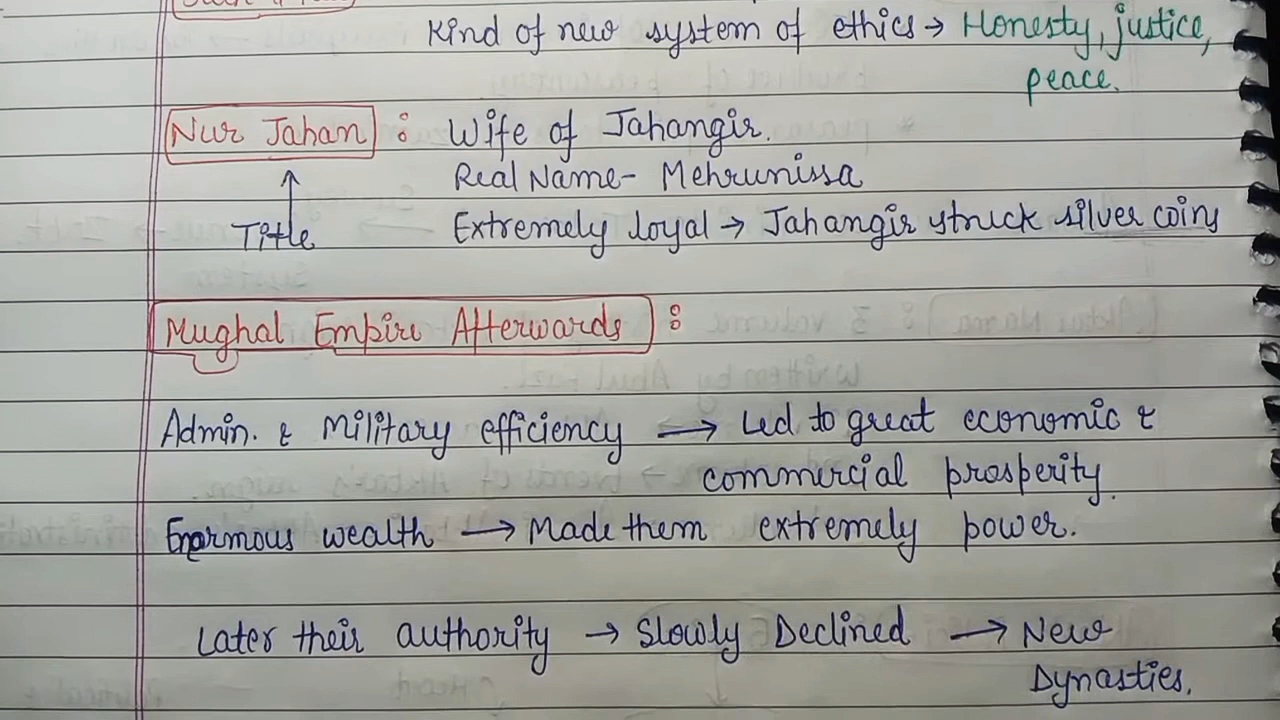 Kind of new system of ethics → Honesty, justice,
peace.
Nur Jahan : Wife of Jahangir.
Real Name- Mehrunissa
Title Extremely loyal → Jahangir struck silver coins
Mughal Empire Afterwards :
Admin. & Military efficiency → Led to great economic &
commercial prosperity.
Enormous wealth → Made them extremely power.
Later their authority → Slowly Declined → New
Dynasties.